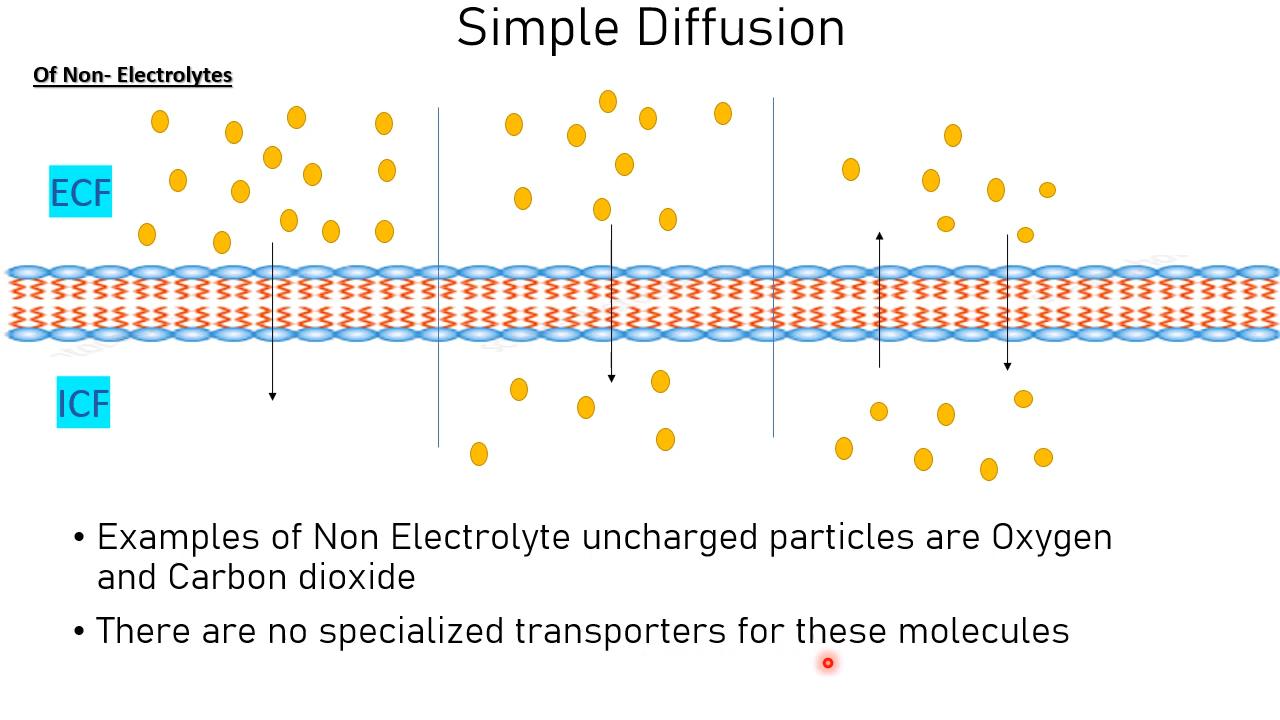 Simple Diffusion
Of Non- Electrolytes
ECF
ICF
• Examples of Non Electrolyte uncharged particles are Oxygen
and Carbon dioxide
• There are no specialized transporters for these molecules